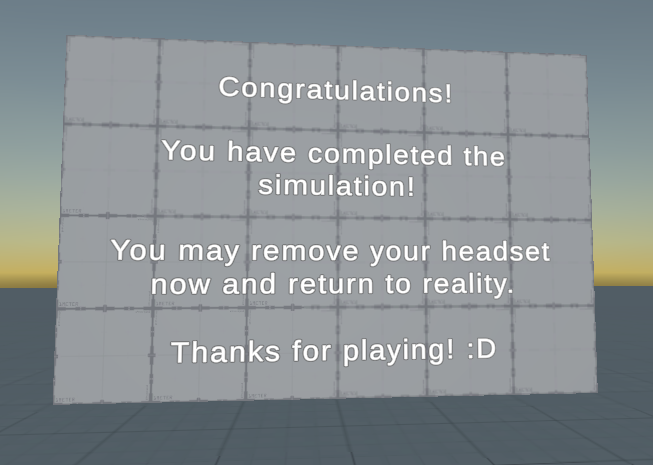 Congratulations!
You have completed the
simulation!
You may remove your headset
now and return to reality.
Thanks for playing! :D